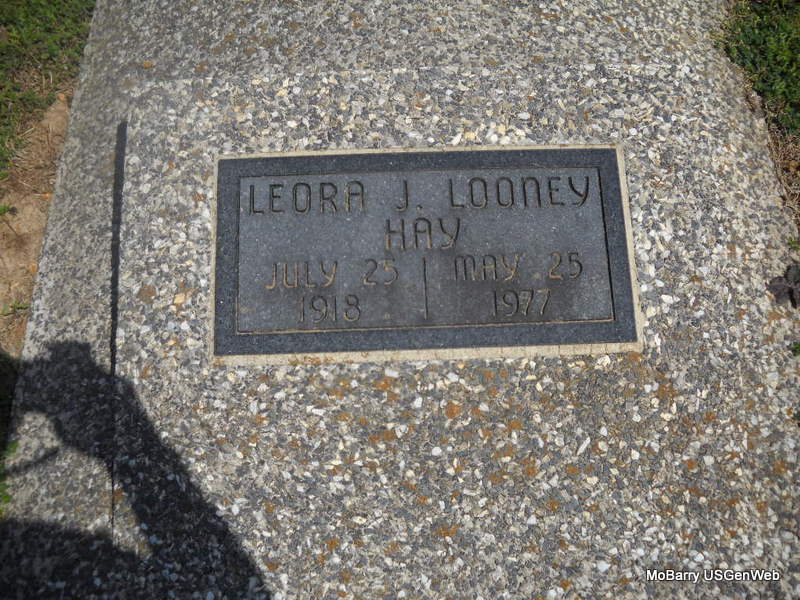 LEORA J. LOONEY
HAY
JULY 25 | MAY 25
1918 | 1977
MoBarry USGenWeb